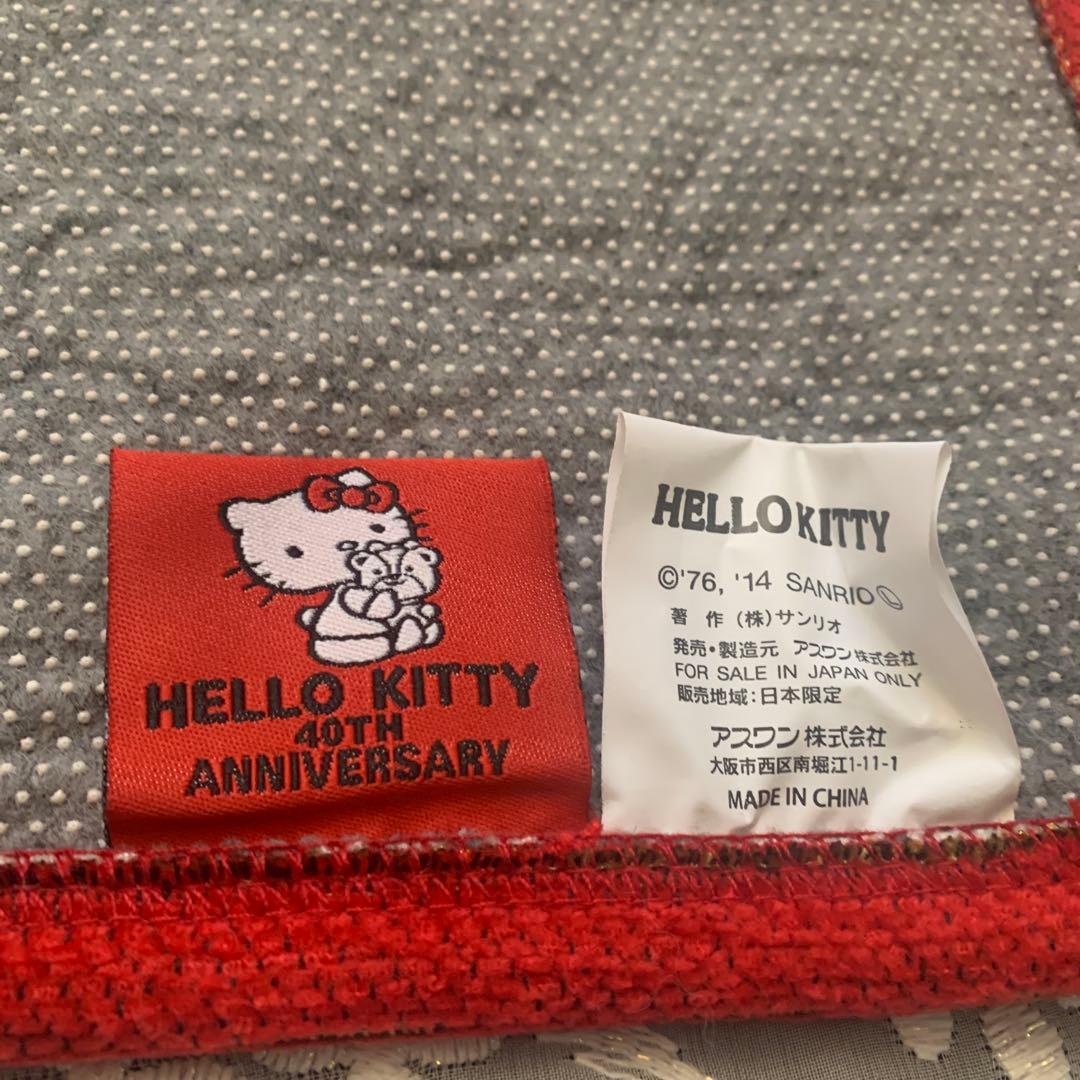 HELLO KITTY
40TH
ANNIVERSARY
HELLO KITTY
©'76, '14 SANRIO Ⓛ
著 作 (株)サンリオ
発売・製造元 アスワン株式会社
FOR SALE IN JAPAN ONLY
販売地域:日本限定
アスワン株式会社
大阪市西区南堀江1-11-1
MADE IN CHINA